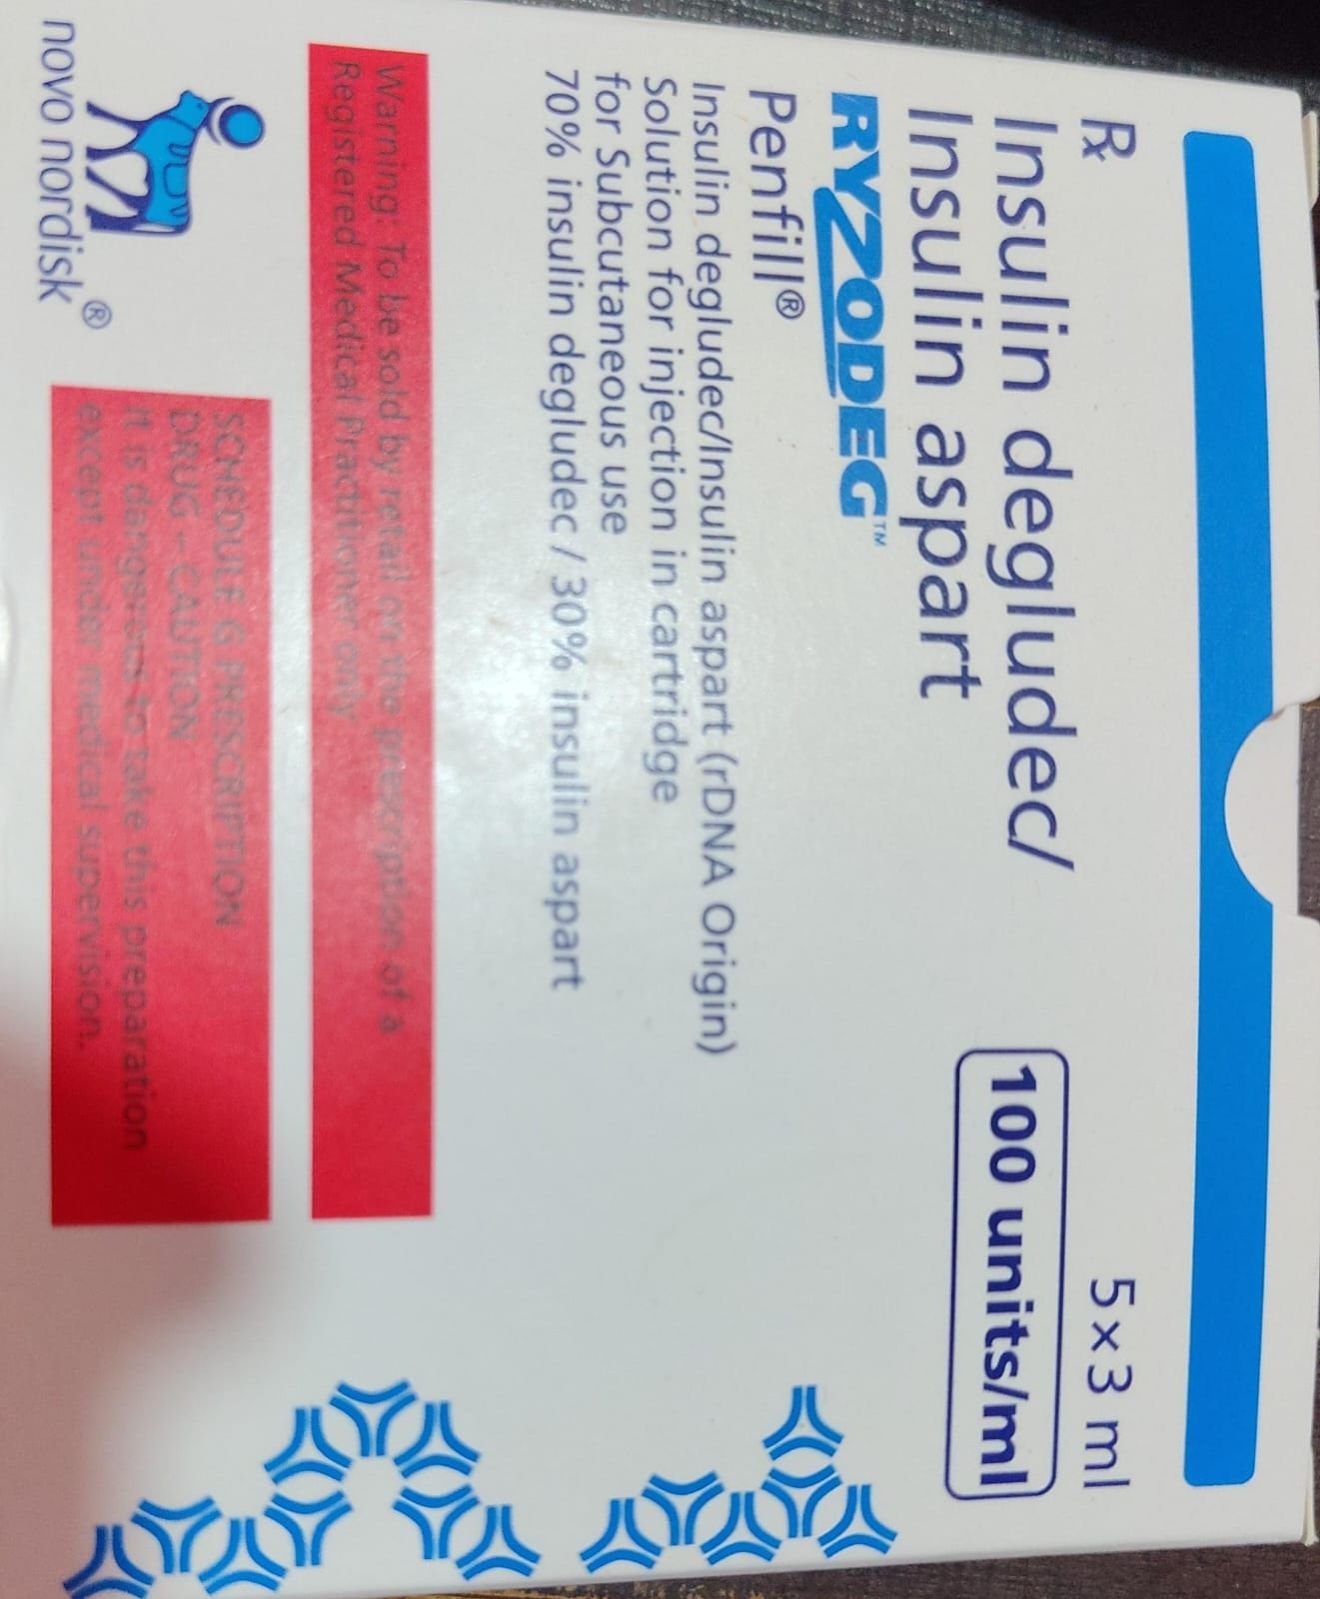 Rx
5×3 ml
Insulin degludec/
Insulin aspart
100 units/ml
RYZODEG™
Penfill®
Insulin degludec/Insulin aspart (rDNA Origin)
Solution for injection in cartridge
for Subcutaneous use
70% insulin degludec / 30% insulin aspart
Warning: To be sold by retail on the prescription of a
Registered Medical Practitioner only
SCHEDULE G PRESCRIPTION
DRUG – CAUTION
It is dangerous to take this preparation
except under medical supervision.
novo nordisk®